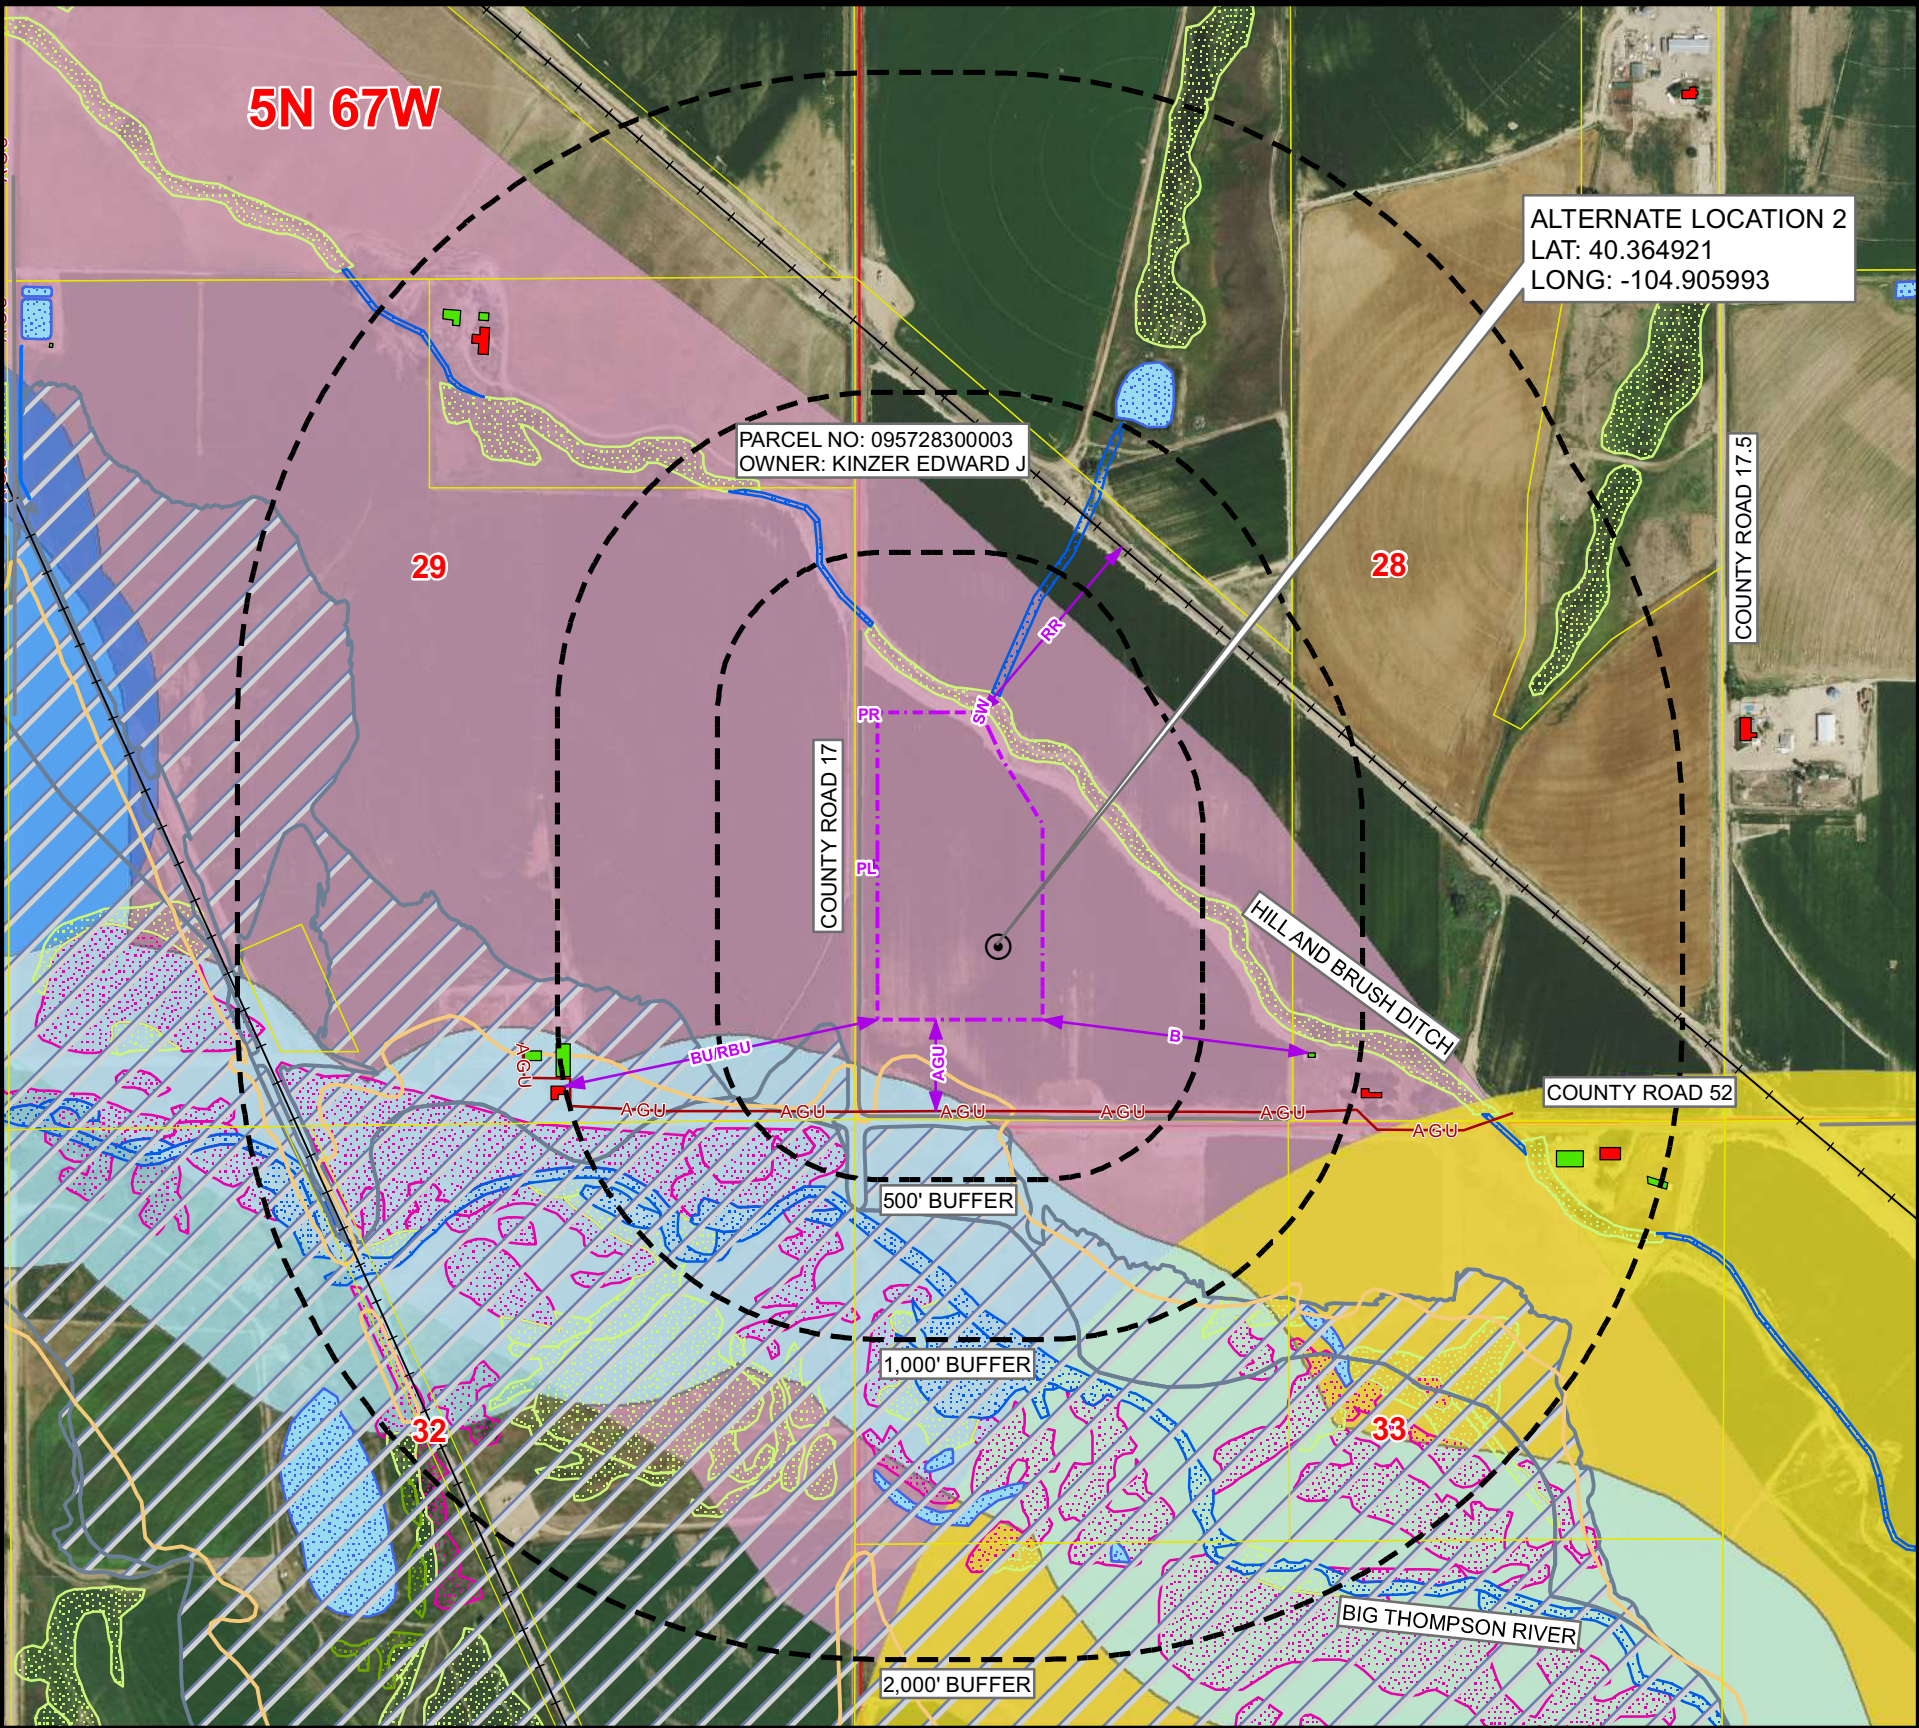 5N 67W
ALTERNATE LOCATION 2
LAT: 40.364921
LONG: -104.905993
PARCEL NO: 095728300003
OWNER: KINZER EDWARD J
COUNTY ROAD 17.5
29
28
RR
SW
PR
COUNTY ROAD 17
PL
HILL AND BRUSH DITCH
B
BU/RBU
AGU
AGU
COUNTY ROAD 52
AGU
AGU
AGU
AGU
AGU
AGU
500' BUFFER
1,000' BUFFER
32
33
BIG THOMPSON RIVER
2,000' BUFFER